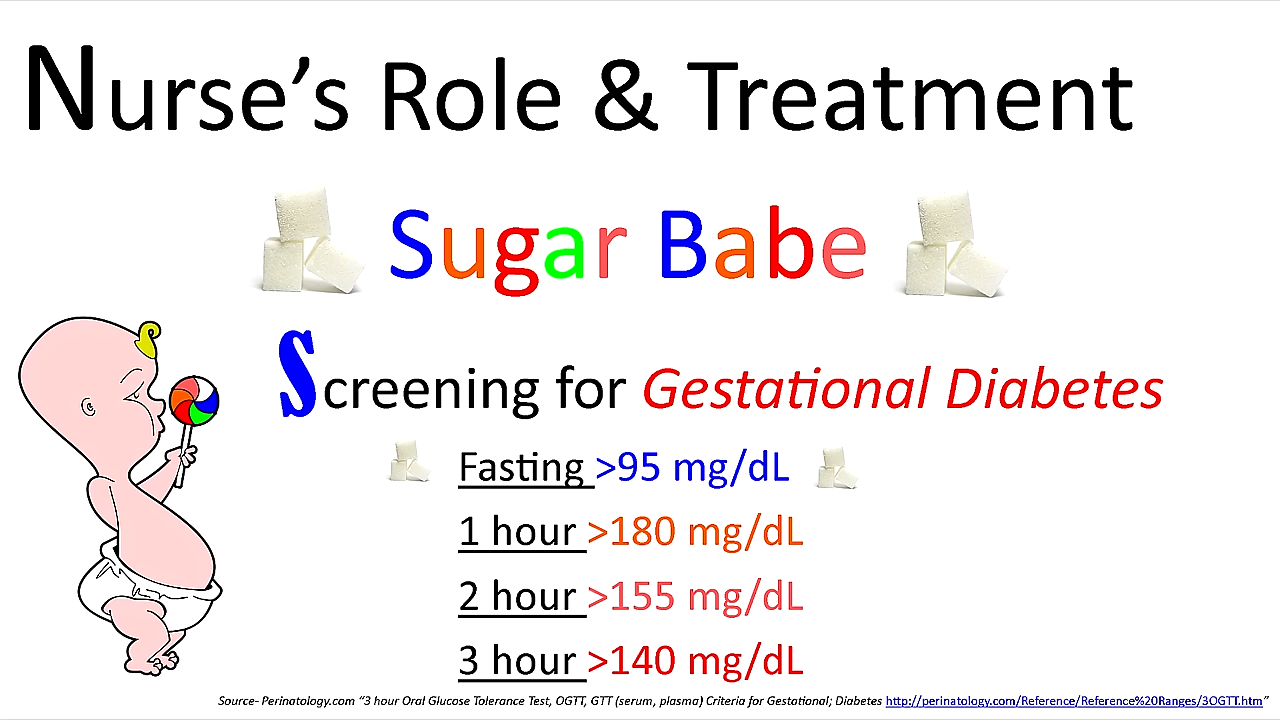 Nurse’s Role & Treatment
Sugar Babe
Screening for Gestational Diabetes
Fasting >95 mg/dL
1 hour >180 mg/dL
2 hour >155 mg/dL
3 hour >140 mg/dL
Source- Perinatology.com “3 hour Oral Glucose Tolerance Test, OGTT, GTT (serum, plasma) Criteria for Gestational; Diabetes http://perinatology.com/Reference/Reference%20Ranges/3OGTT.htm”